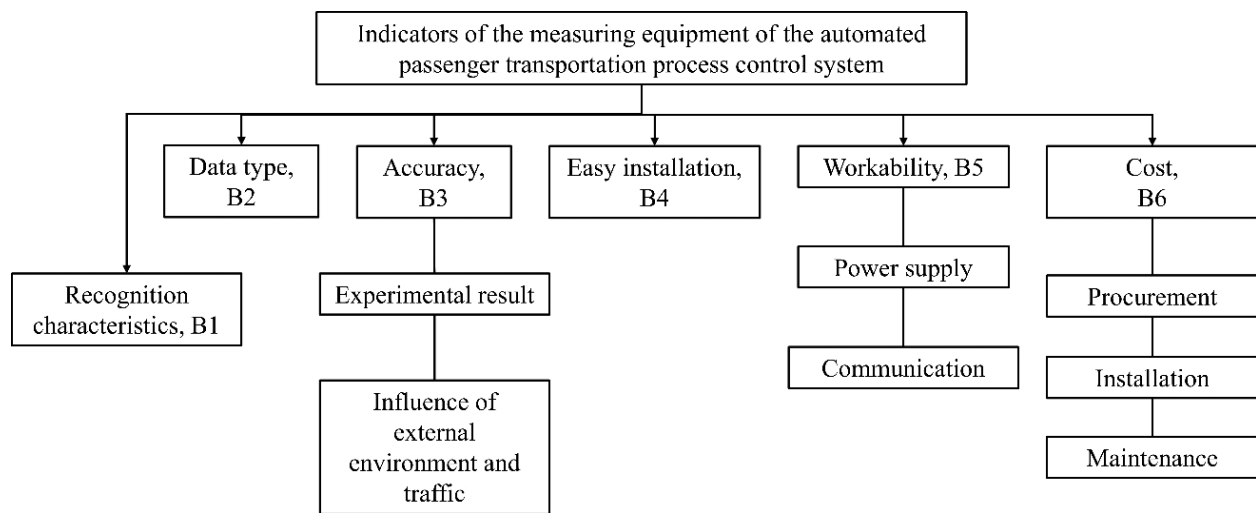 Indicators of the measuring equipment of the automated
passenger transportation process control system
Data type,
B2
Accuracy,
B3
Easy installation,
B4
Workability, B5
Cost,
B6
Power supply
Recognition
characteristics, B1
Experimental result
Procurement
Communication
Installation
Influence of
external
environment and
traffic
Maintenance